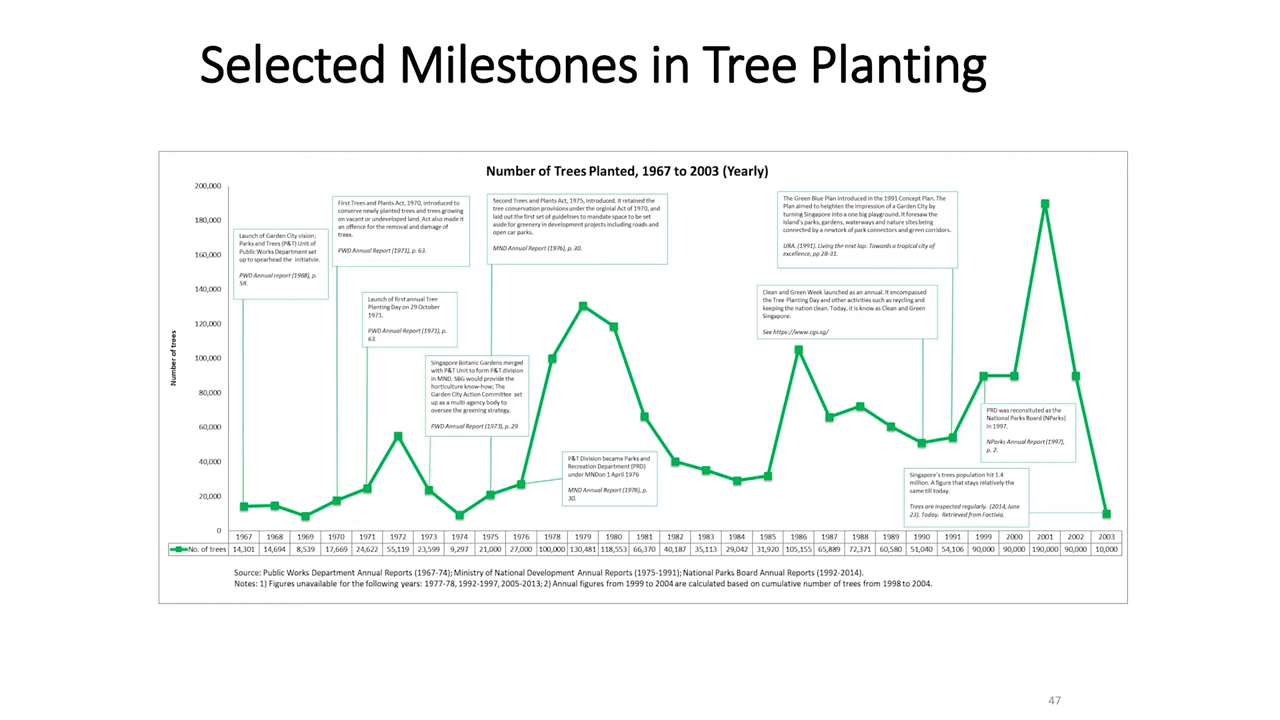 Selected Milestones in Tree Planting
Number of Trees Planted, 1967 to 2003 (Yearly)
Number of trees
200,000
180,000
160,000
140,000
120,000
100,000
80,000
60,000
40,000
20,000
0
Launch of Garden City vision;
Parks and Trees (P&T) Unit of
Public Works Department set
up to spearhead the initiatvie.
PWD Annual report (1968), p.
58.
First Trees and Plants Act, 1970, introduced to
conserve newly planted trees and trees growing
on vacant or undeveloped land. Act also made it
an offence for the removal and damage of
trees.
PWD Annual Report (1971), p. 63.
Launch of first annual Tree
Planting Day on 29 October
1971.
PWD Annual Report (1971), p.
63.
Singapore Botanic Gardens merged
with P&T Unit to form P&T division
in MND. SBG would provide the
horticulture know-how; The
Garden City Action Committee set
up as a multi-agency body to
oversee the greening strategy.
PWD Annual Report (1973), p. 29
Second Trees and Plants Act, 1975, introduced. It retained the
tree conservation provisions under the orginial Act of 1970, and
laid out the first set of guidelines to mandate space to be set
aside for greenery in development projects including roads and
open car parks.
MND Annual Report (1976), p. 30.
P&T Division became Parks and
Recreation Department (PRD)
under MNDon 1 April 1976
MND Annual Report (1976), p.
30.
The Green Blue Plan introduced in the 1991 Concept Plan. The
Plan aimed to heighten the impression of a Garden City by
turning Singapore into a one big playground. It foresaw the
island's parks, gardens, waterways and nature sites being
connected by a newtork of park connectors and green corridors.
URA. (1991). Living the nrxt lap: Towards a tropical city of
excellence, pp 28-31.
Clean and Green Week launched as an annual. It encompassed
the Tree Planting Day and other activities such as reycling and
keeping the nation clean. Today, it is know as Clean and Green
Singapore.
See https://www.cgs.sg/
PRD was reconsituted as the
National Parks Board (NParks)
in 1997.
NParks Annual Report (1997),
p. 2.
Singapore's trees population hit 1.4
million. A figure that stays relatively the
same till today.
Trees are inspected regularly. (2014, June
23). Today. Retrieved from Factivia.
1967 1968 1969 1970 1971 1972 1973 1974 1975 1976 1978 1979 1980 1981 1982 1983 1984 1985 1986 1987 1988 1989 1990 1991 1999 2000 2001 2002 2003
No. of trees 14,301 14,694 8,539 17,669 24,622 55,119 23,599 9,297 21,000 27,000 100,000 130,481 118,553 66,370 40,187 35,113 29,042 31,920 105,155 65,889 72,371 60,580 51,040 54,106 90,000 90,000 190,000 90,000 10,000
Source: Public Works Department Annual Reports (1967-74); Ministry of National Development Annual Reports (1975-1991); National Parks Board Annual Reports (1992-2014).
Notes: 1) Figures unavailable for the following years: 1977-78, 1992-1997, 2005-2013; 2) Annual figures from 1999 to 2004 are calculated based on cumulative number of trees from 1998 to 2004.
47